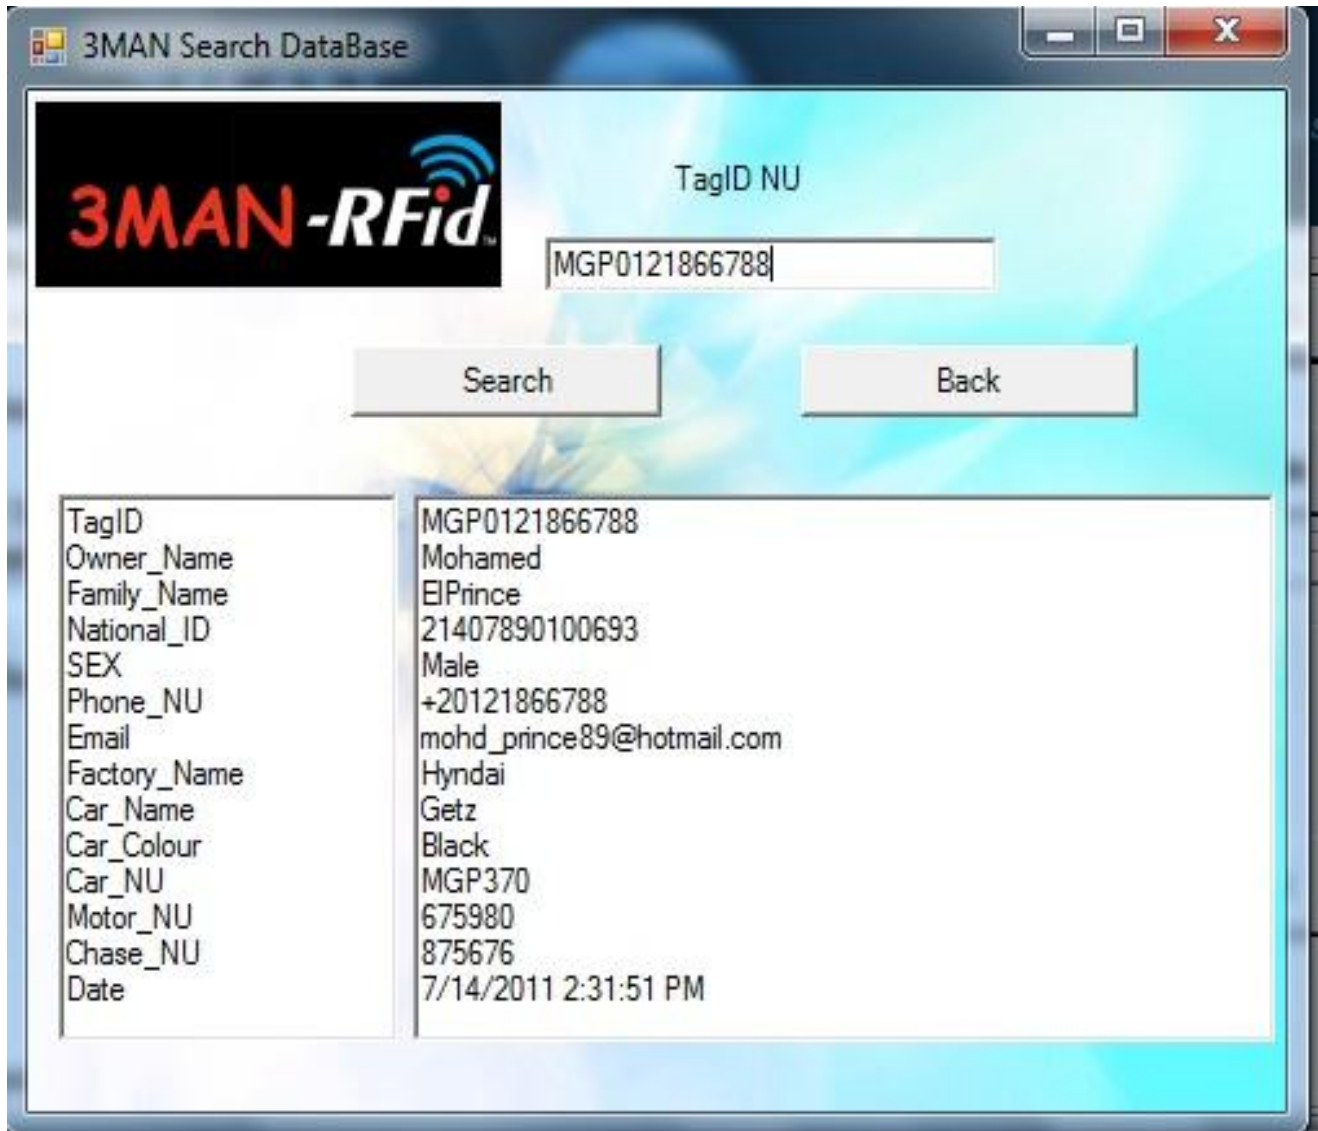 3MAN Search DataBase
3MAN-RFid™
TagID NU
MGP0121866788
Search
Back
TagID MGP0121866788
Owner_Name Mohamed
Family_Name ElPrince
National_ID 21407890100693
SEX Male
Phone_NU +20121866788
Email mohd_prince89@hotmail.com
Factory_Name Hyndai
Car_Name Getz
Car_Colour Black
Car_NU MGP370
Motor_NU 675980
Chase_NU 875676
Date 7/14/2011 2:31:51 PM